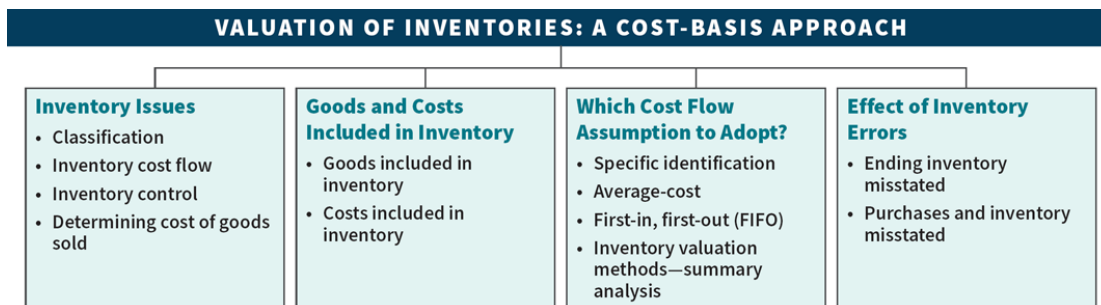 VALUATION OF INVENTORIES: A COST-BASIS APPROACH
Inventory Issues
• Classification
• Inventory cost flow
• Inventory control
• Determining cost of goods
sold
Goods and Costs
Included in Inventory
• Goods included in
inventory
• Costs included in
inventory
Which Cost Flow
Assumption to Adopt?
• Specific identification
• Average-cost
• First-in, first-out (FIFO)
• Inventory valuation
methods—summary
analysis
Effect of Inventory
Errors
• Ending inventory
misstated
• Purchases and inventory
misstated